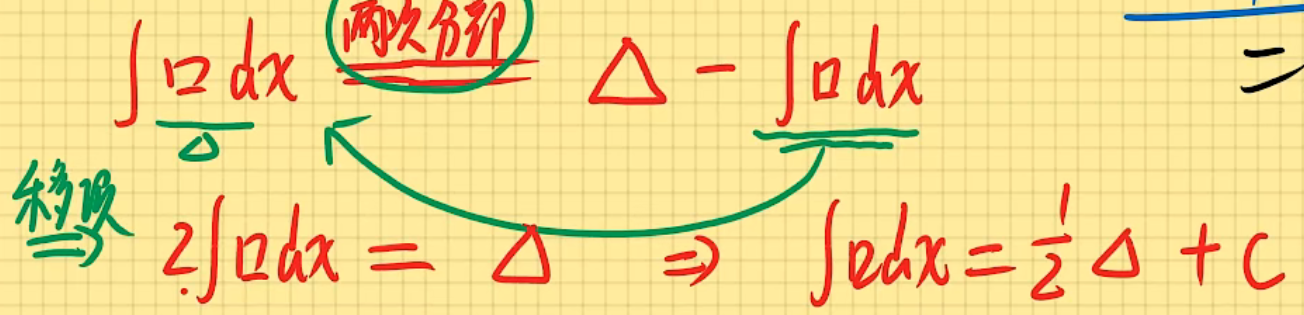 ∫□dx 两次分部 △ - ∫□dx
△
移项
⇒ 2∫□dx = △ ⇒ ∫□dx = 1/2 △ + C